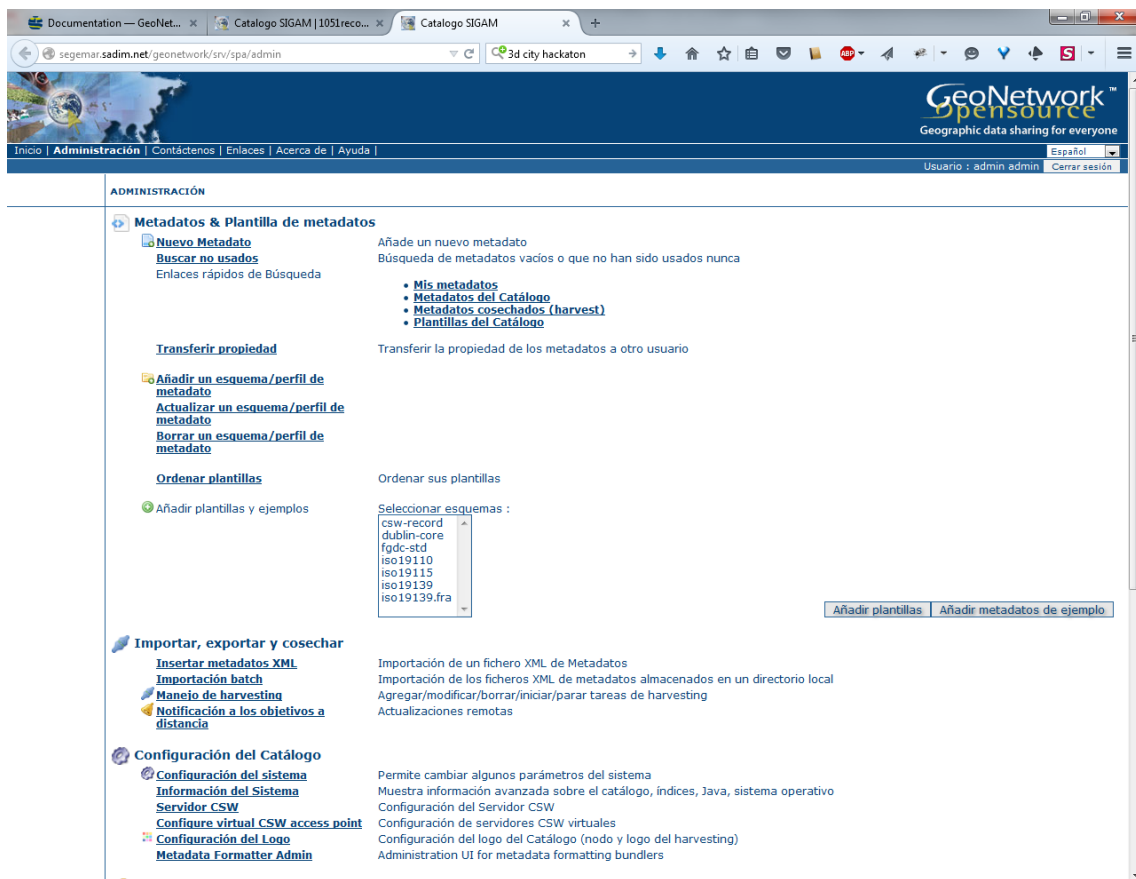 Documentation — GeoNet...
Catalogo SIGAM | 1051reco...
Catalogo SIGAM
segemar.sadim.net/geonetwork/srv/spa/admin
3d city hackaton
ABP
S
GeoNetwork™
Opensource
Geographic data sharing for everyone
Inicio | Administración | Contáctenos | Enlaces | Acerca de | Ayuda |
Español
Usuario : admin admin
Cerrar sesión
ADMINISTRACIÓN
Metadatos & Plantilla de metadatos
Nuevo Metadato Añade un nuevo metadato
Buscar no usados Búsqueda de metadatos vacíos o que no han sido usados nunca
Enlaces rápidos de Búsqueda
• Mis metadatos
• Metadatos del Catálogo
• Metadatos cosechados (harvest)
• Plantillas del Catálogo
Transferir propiedad Transferir la propiedad de los metadatos a otro usuario
Añadir un esquema/perfil de
metadato
Actualizar un esquema/perfil de
metadato
Borrar un esquema/perfil de
metadato
Ordenar plantillas Ordenar sus plantillas
Añadir plantillas y ejemplos Seleccionar esquemas :
csw-record
dublin-core
fgdc-std
iso19110
iso19115
iso19139
iso19139.fra
Añadir plantillas Añadir metadatos de ejemplo
Importar, exportar y cosechar
Insertar metadatos XML Importación de un fichero XML de Metadatos
Importación batch Importación de los ficheros XML de metadatos almacenados en un directorio local
Manejo de harvesting Agregar/modificar/borrar/iniciar/parar tareas de harvesting
Notificación a los objetivos a Actualizaciones remotas
distancia
Configuración del Catálogo
Configuración del sistema Permite cambiar algunos parámetros del sistema
Información del Sistema Muestra información avanzada sobre el catálogo, índices, Java, sistema operativo
Servidor CSW Configuración del Servidor CSW
Configure virtual CSW access point Configuración de servidores CSW virtuales
Configuración del Logo Configuración del logo del Catálogo (nodo y logo del harvesting)
Metadata Formatter Admin Administration UI for metadata formatting bundlers